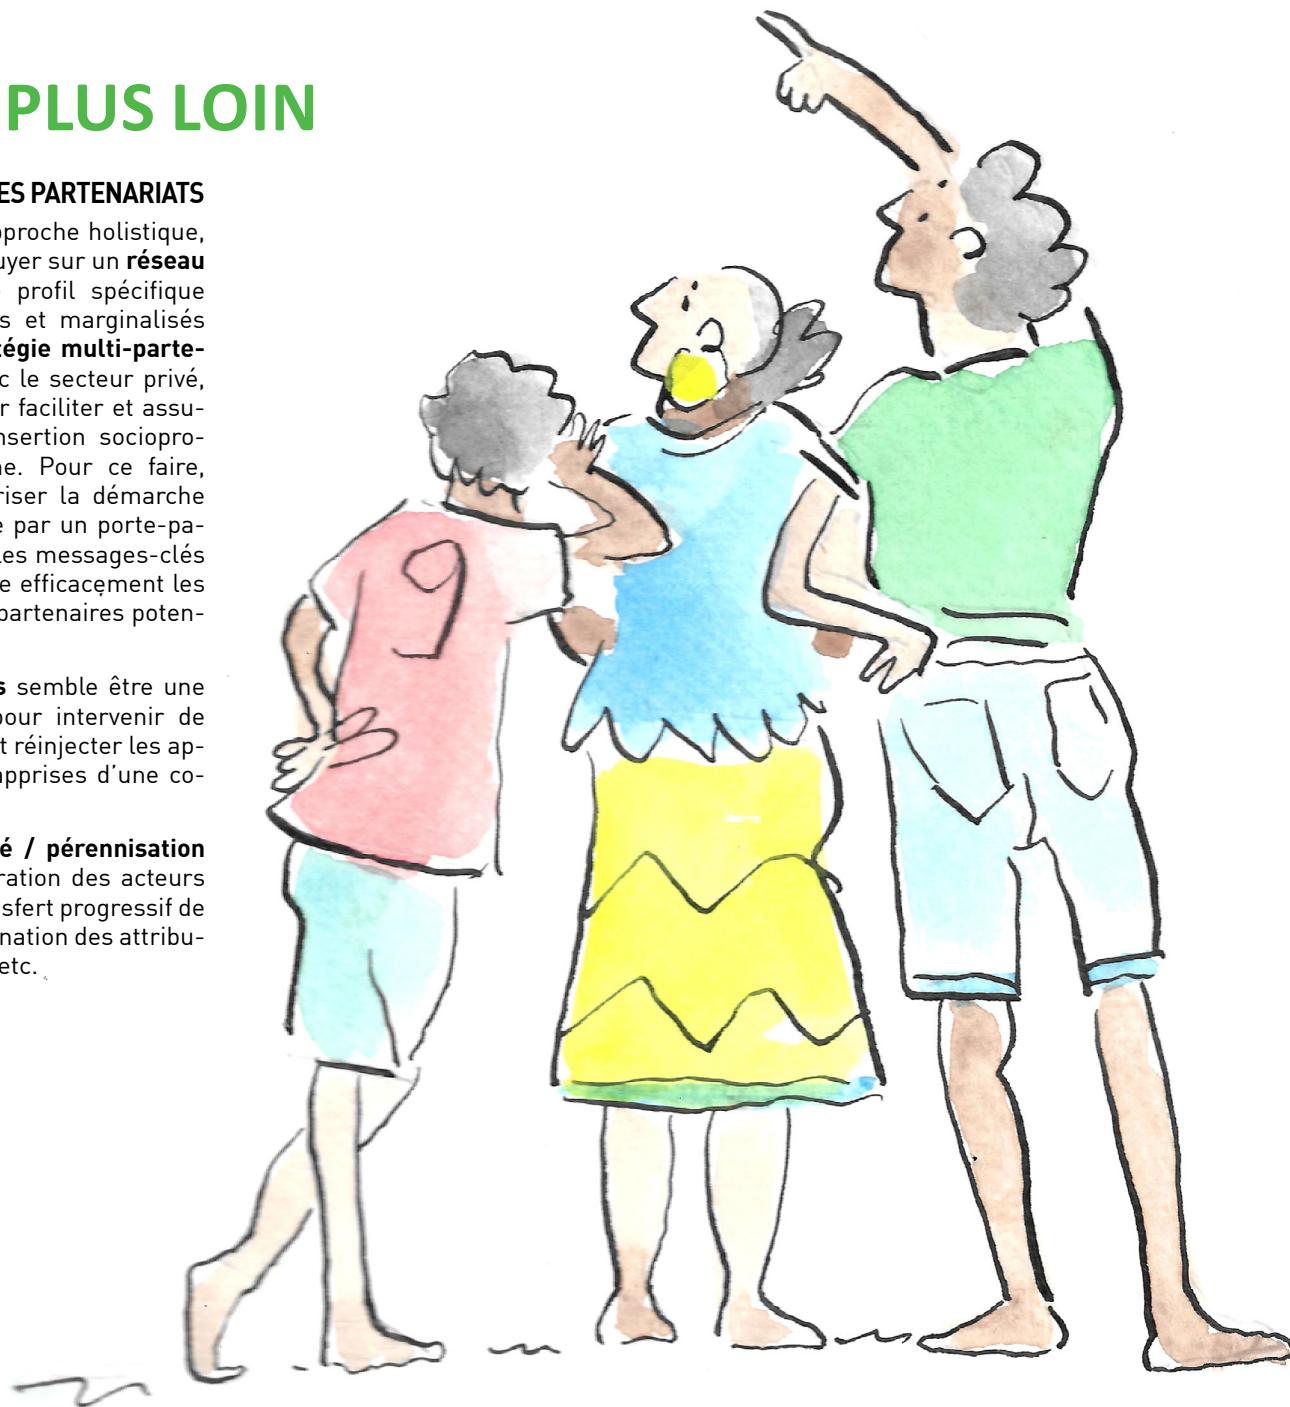 PLUS LOIN
ES PARTENARIATS
proche holistique,
uyer sur un réseau
profil spécifique
s et marginalisés
tégie multi-parte-
c le secteur privé,
r faciliter et assu-
nsertion sociopro-
ne. Pour ce faire,
riser la démarche
e par un porte-pa-
les messages-clés
e efficacement les
partenaires poten-
s semble être une
pour intervenir de
t réinjecter les ap-
apprises d'une co-
é / pérennisation
ration des acteurs
sfert progressif de
nation des attribu-
etc.
9